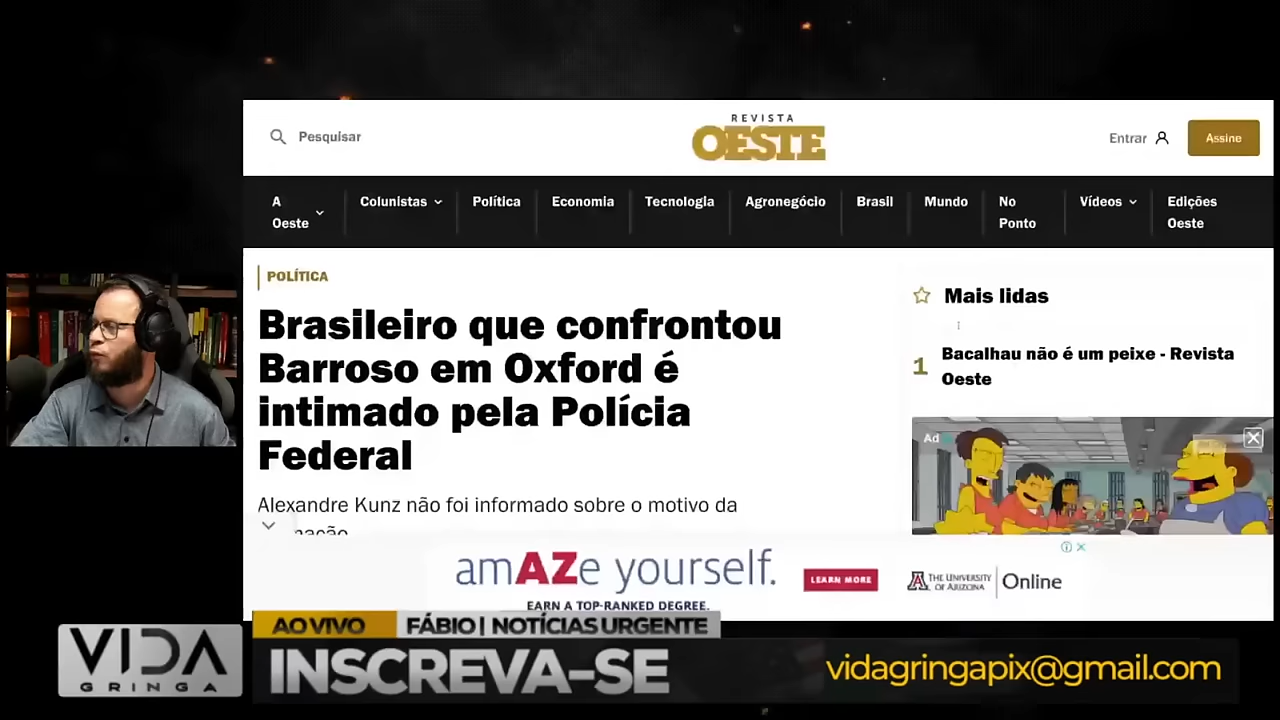 Pesquisar
REVISTA
OESTE
Entrar
Assine
A
Oeste
Colunistas
Política
Economia
Tecnologia
Agronegócio
Brasil
Mundo
No
Ponto
Vídeos
Edições
Oeste
POLÍTICA
Brasileiro que confrontou
Barroso em Oxford é
intimado pela Polícia
Federal
Alexandre Kunz não foi informado sobre o motivo da
Mais lidas
1
Bacalhau não é um peixe - Revista
Oeste
Ad
amAZe yourself.
EARN A TOP-RANKED DEGREE.
LEARN MORE
A
THE UNIVERSITY
OF ARIZONA
Online
AO VIVO
FÁBIO | NOTÍCIAS URGENTE
VIDA
GRINGA
INSCREVA-SE
vidagringapix@gmail.com